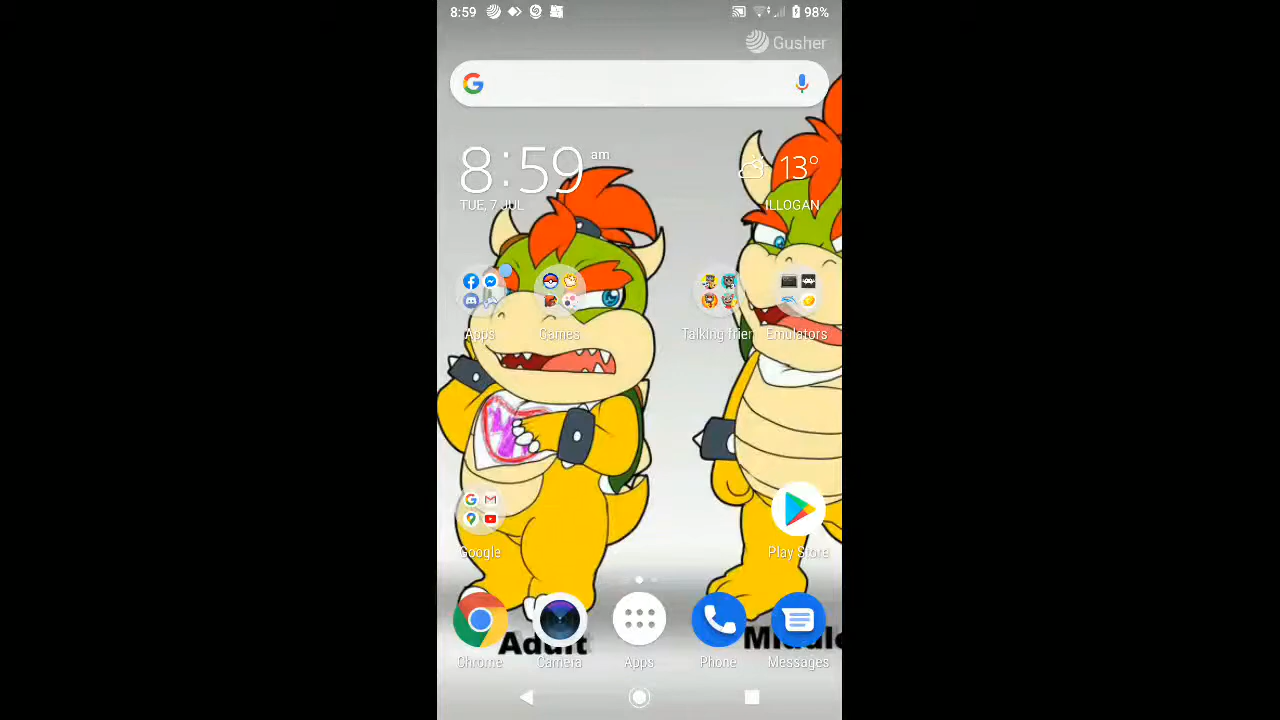 8:59
98%
Gusher
8:59 am
13°
TUE, 7 JUL
ILLOGAN
Apps
Games
Talking frien
Emulators
Google
Play Store
Adult
Middle
Chrome
Camera
Apps
Phone
Messages